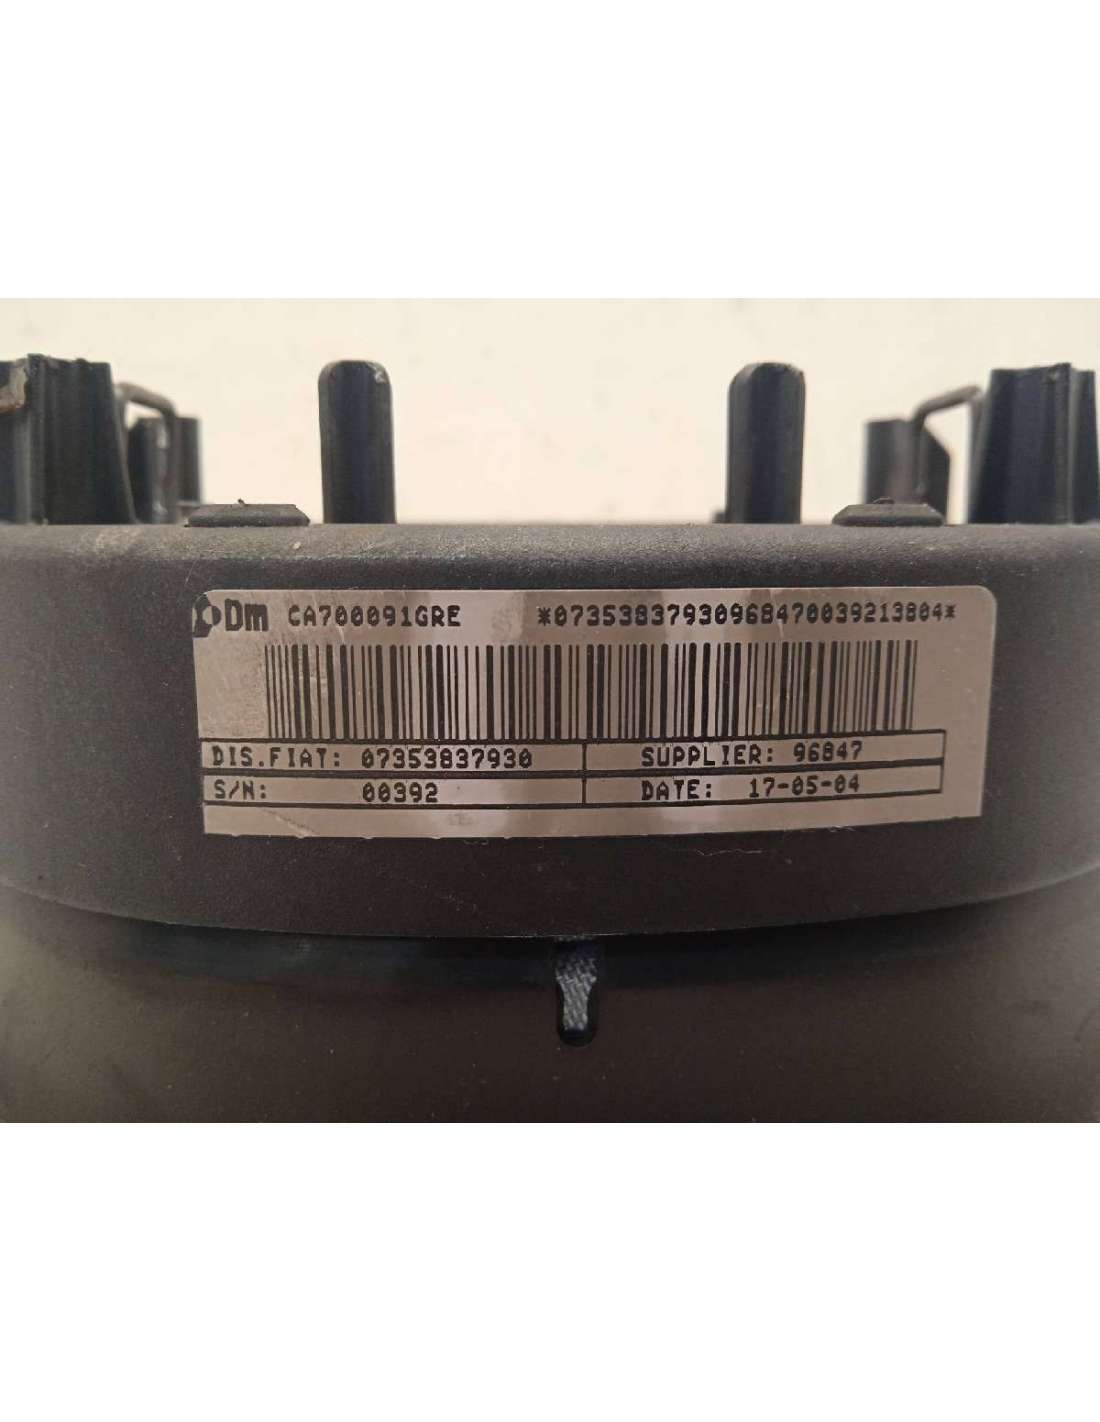 Dm CA700091GRE *07353837930968470039213804*
DIS.FIAT: 07353837930 SUPPLIER: 96847
S/N: 00392 DATE: 17-05-04